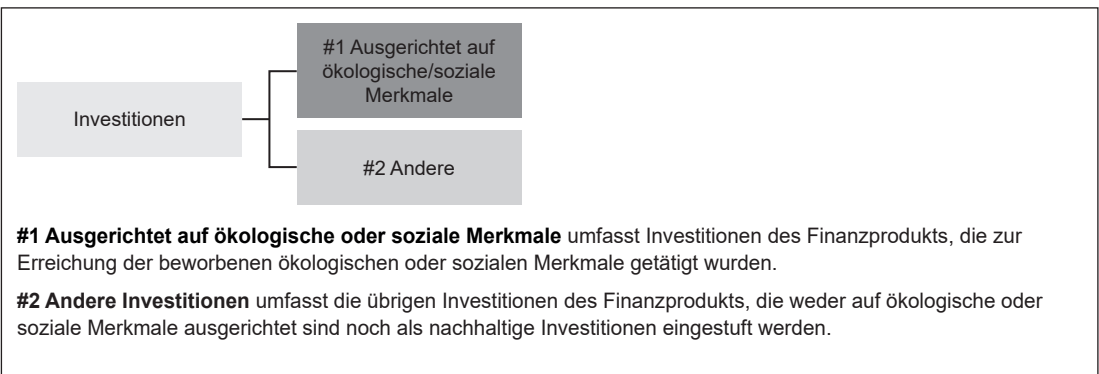 #1 Ausgerichtet auf
ökologische/soziale
Merkmale
Investitionen
#2 Andere
#1 Ausgerichtet auf ökologische oder soziale Merkmale umfasst Investitionen des Finanzprodukts, die zur
Erreichung der beworbenen ökologischen oder sozialen Merkmale getätigt wurden.
#2 Andere Investitionen umfasst die übrigen Investitionen des Finanzprodukts, die weder auf ökologische oder
soziale Merkmale ausgerichtet sind noch als nachhaltige Investitionen eingestuft werden.